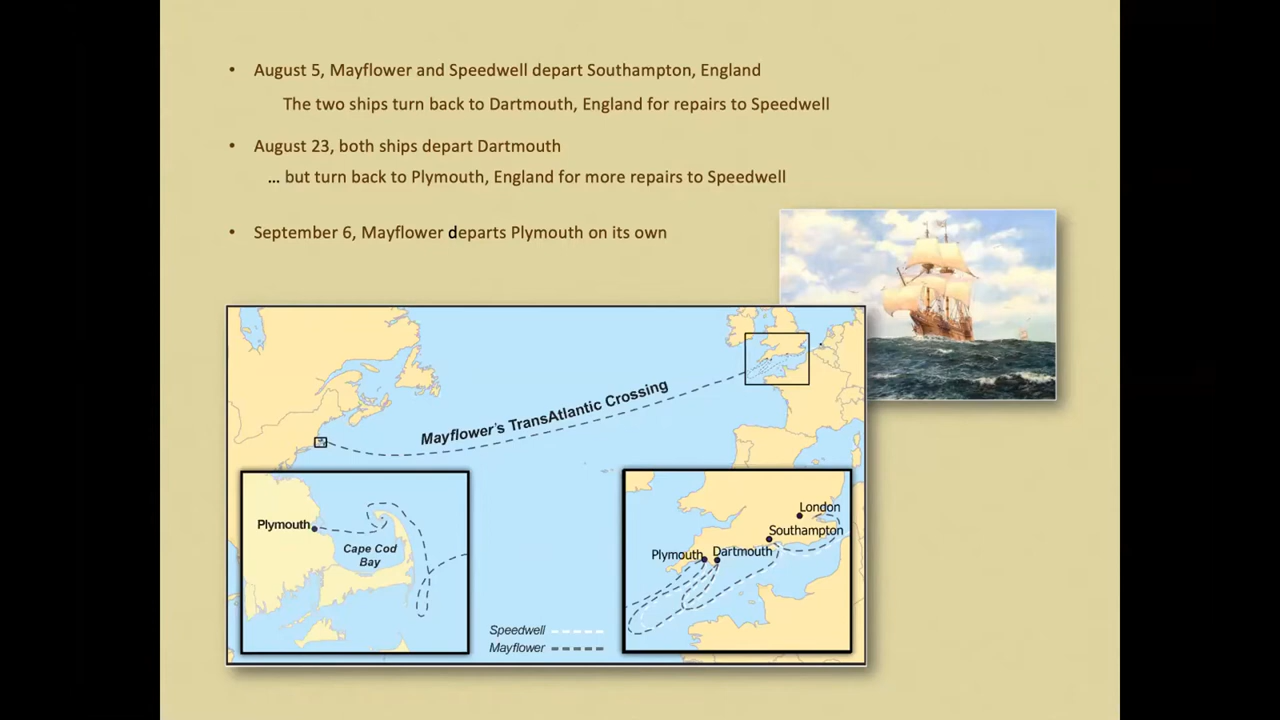 • August 5, Mayflower and Speedwell depart Southampton, England
The two ships turn back to Dartmouth, England for repairs to Speedwell
• August 23, both ships depart Dartmouth
... but turn back to Plymouth, England for more repairs to Speedwell
• September 6, Mayflower departs Plymouth on its own
Mayflower's TransAtlantic Crossing
Plymouth
Cape Cod
Bay
London
Southampton
Plymouth
Dartmouth
Speedwell
Mayflower